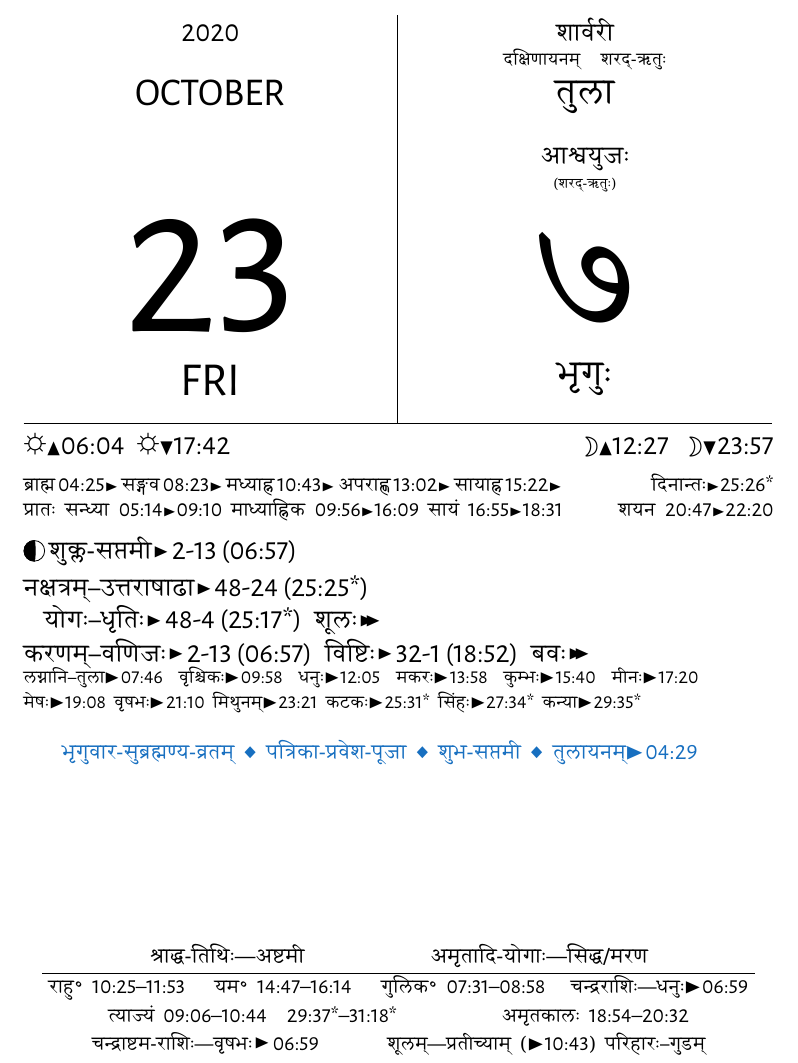 2020
OCTOBER
23
FRI
शार्वरी
दक्षिणायनम् शरद्-ऋतुः
तुला
आश्वयुजः
(शरद्-ऋतुः)
७
भृगुः
☼▲06:04 ☼▼17:42 ☽▲12:27 ☽▼23:57
ब्राह्म 04:25► सङ्गव 08:23► मध्याह्न 10:43► अपराह्ण 13:02► सायाह्न 15:22► दिनान्तः►25:26*
प्रातः सन्ध्या 05:14►09:10 माध्याह्निक 09:56►16:09 सायं 16:55►18:31 शयन 20:47►22:20
शुक्ल-सप्तमी► 2-13 (06:57)
नक्षत्रम्–उत्तराषाढा► 48-24 (25:25*)
योगः–धृतिः► 48-4 (25:17*) शूलः►►
करणम्–वणिजः► 2-13 (06:57) विष्टिः► 32-1 (18:52) बवः►►
लग्नानि–तुला►07:46 वृश्चिकः►09:58 धनुः►12:05 मकरः►13:58 कुम्भः►15:40 मीनः►17:20
मेषः►19:08 वृषभः►21:10 मिथुनम्►23:21 कटकः►25:31* सिंहः►27:34* कन्या►29:35*
भृगुवार-सुब्रह्मण्य-व्रतम् ◆ पत्रिका-प्रवेश-पूजा ◆ शुभ-सप्तमी ◆ तुलायनम्►04:29
श्राद्ध-तिथिः—अष्टमी अमृतादि-योगाः—सिद्ध/मरण
राहु° 10:25–11:53 यम° 14:47–16:14 गुलिक° 07:31–08:58 चन्द्रराशिः—धनुः►06:59
त्याज्यं 09:06–10:44 29:37*–31:18* अमृतकालः 18:54–20:32
चन्द्राष्टम-राशिः—वृषभः► 06:59 शूलम्—प्रतीच्याम् (►10:43) परिहारः–गुडम्